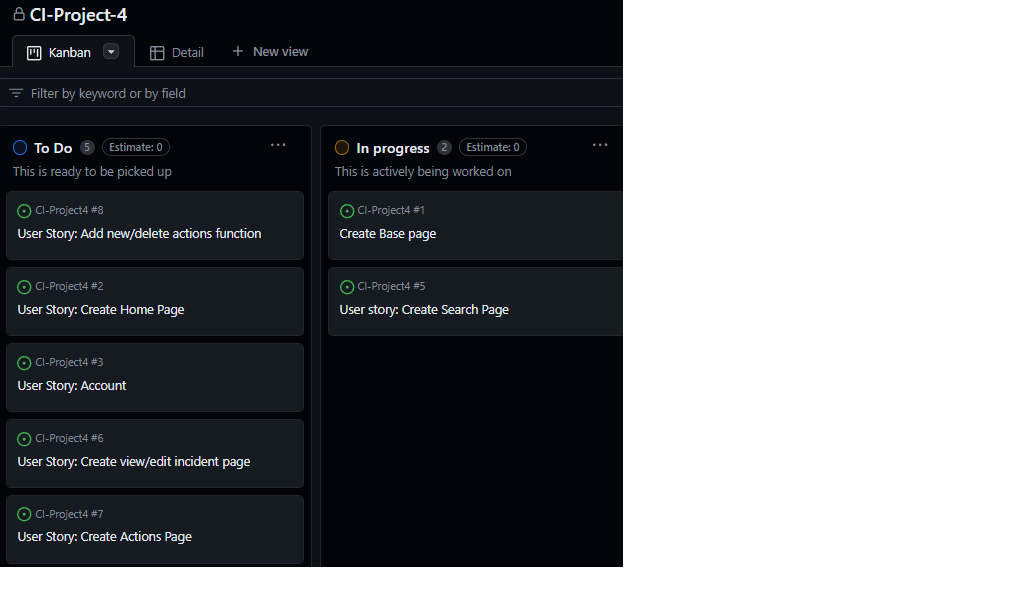 CI-Project-4
Kanban
Detail
New view
Filter by keyword or by field
To Do 5 Estimate: 0
This is ready to be picked up
CI-Project4 #8
User Story: Add new/delete actions function
CI-Project4 #2
User Story: Create Home Page
CI-Project4 #3
User Story: Account
CI-Project4 #6
User Story: Create view/edit incident page
CI-Project4 #7
User Story: Create Actions Page
In progress 2 Estimate: 0
This is actively being worked on
CI-Project4 #1
Create Base page
CI-Project4 #5
User story: Create Search Page